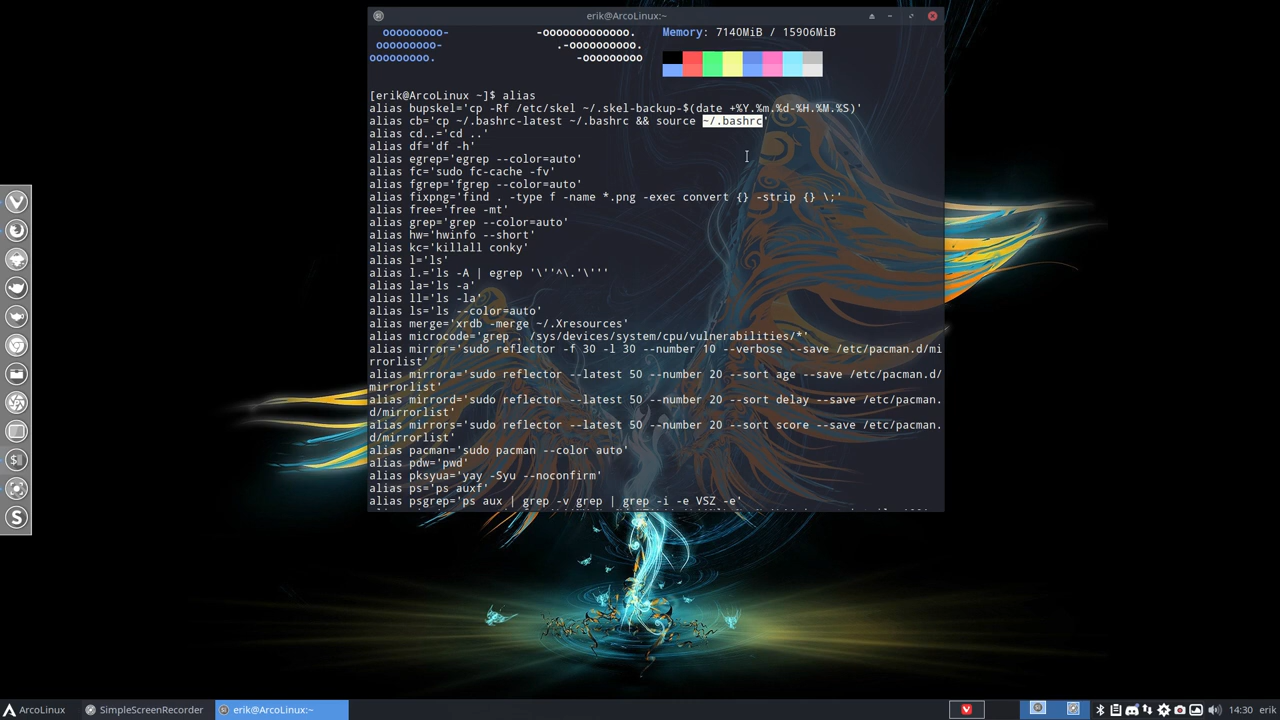 erik@ArcoLinux:~
ooooooooo- -ooooooooooooo. Memory: 7140MiB / 15906MiB
ooooooooo- .-oooooooooo.
ooooooooo. -ooooooooo
[erik@ArcoLinux ~]$ alias
alias bupskel='cp -Rf /etc/skel ~/.skel-backup-$(date +%Y.%m.%d-%H.%M.%S)'
alias cb='cp ~/.bashrc-latest ~/.bashrc && source ~/.bashrc'
alias cd..='cd ..'
alias df='df -h'
alias egrep='egrep --color=auto'
alias fc='sudo fc-cache -fv'
alias fgrep='fgrep --color=auto'
alias fixpng='find . -type f -name *.png -exec convert {} -strip {} \;'
alias free='free -mt'
alias grep='grep --color=auto'
alias hw='hwinfo --short'
alias kc='killall conky'
alias l='ls'
alias l.='ls -A | egrep '\''^\.'\'''
alias la='ls -a'
alias ll='ls -la'
alias ls='ls --color=auto'
alias merge='xrdb -merge ~/.Xresources'
alias microcode='grep . /sys/devices/system/cpu/vulnerabilities/*'
alias mirror='sudo reflector -f 30 -l 30 --number 10 --verbose --save /etc/pacman.d/mi
rrorlist'
alias mirrora='sudo reflector --latest 50 --number 20 --sort age --save /etc/pacman.d/
mirrorlist'
alias mirrord='sudo reflector --latest 50 --number 20 --sort delay --save /etc/pacman.
d/mirrorlist'
alias mirrors='sudo reflector --latest 50 --number 20 --sort score --save /etc/pacman.
d/mirrorlist'
alias pacman='sudo pacman --color auto'
alias pdw='pwd'
alias pksyua='yay -Syu --noconfirm'
alias ps='ps auxf'
alias psgrep='ps aux | grep -v grep | grep -i -e VSZ -e'
ArcoLinux
SimpleScreenRecorder
erik@ArcoLinux:~
14:30
erik